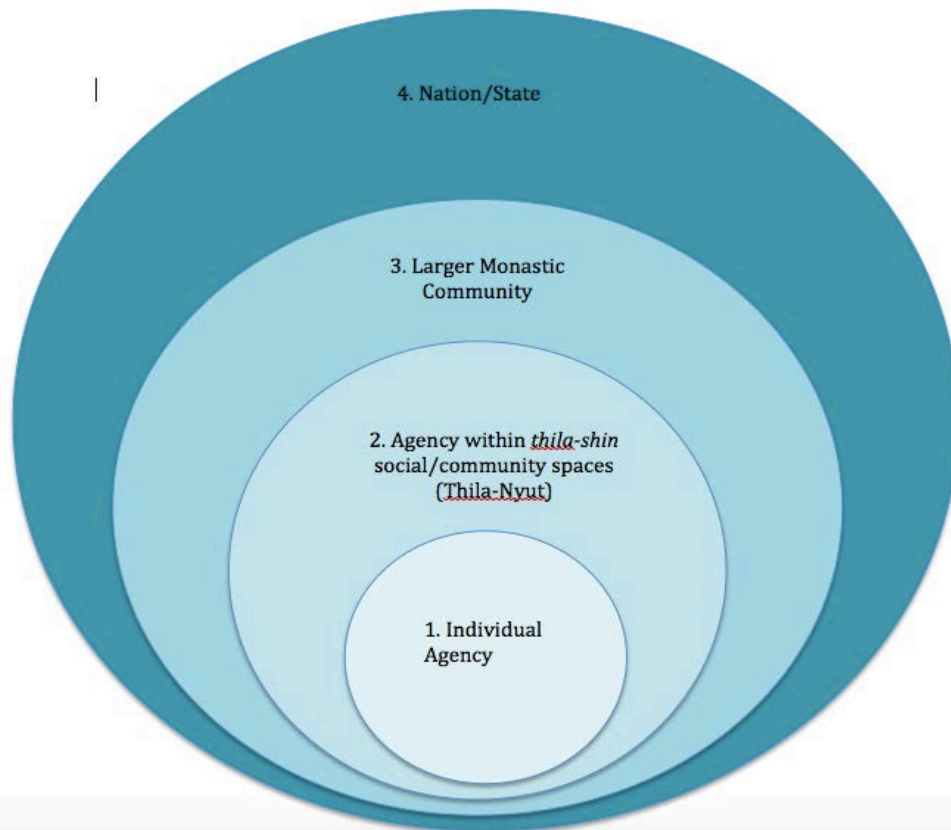 4. Nation/State
3. Larger Monastic
Community
2. Agency within thila-shin
social/community spaces
(Thila-Nyut)
1. Individual
Agency